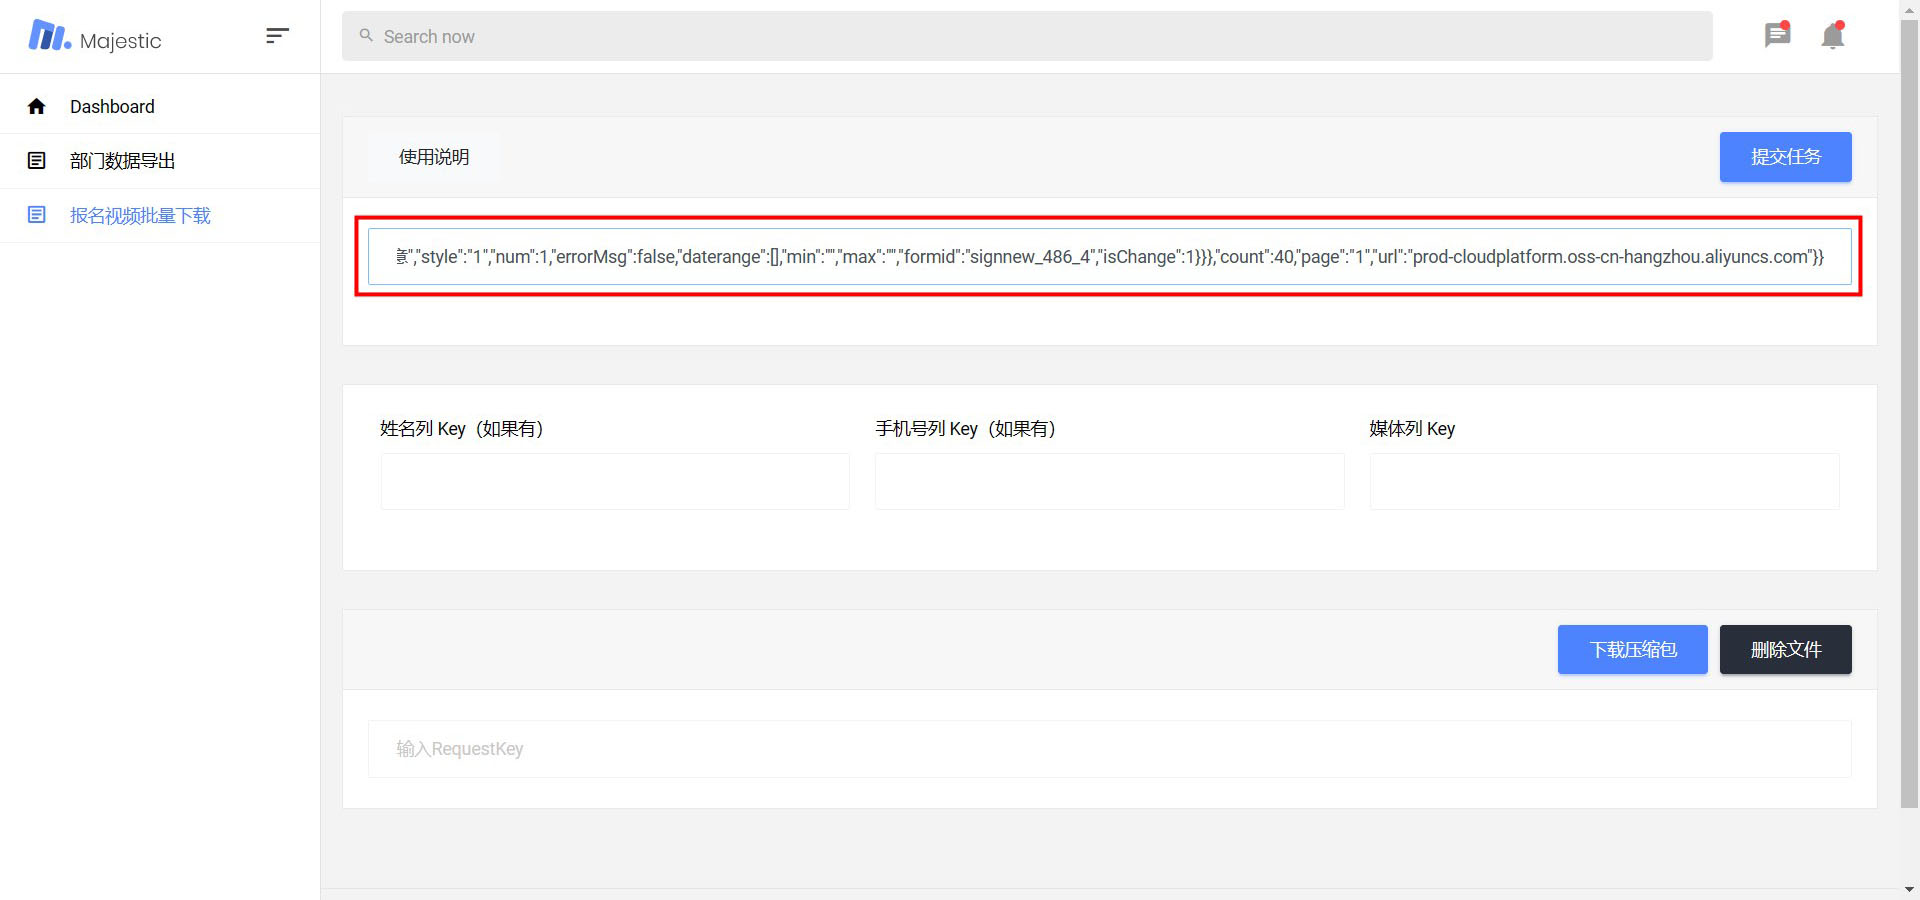 Majestic
Search now
Dashboard
部门数据导出
报名视频批量下载
使用说明
提交任务
","style":"1","num":1,"errorMsg":false,"daterange":[],"min":"","max":"","formid":"signnew_486_4","isChange":1}}},"count":40,"page":"1","url":"prod-cloudplatform.oss-cn-hangzhou.aliyuncs.com"}}
姓名列 Key（如果有）
手机号列 Key（如果有）
媒体列 Key
下载压缩包
删除文件
输入RequestKey